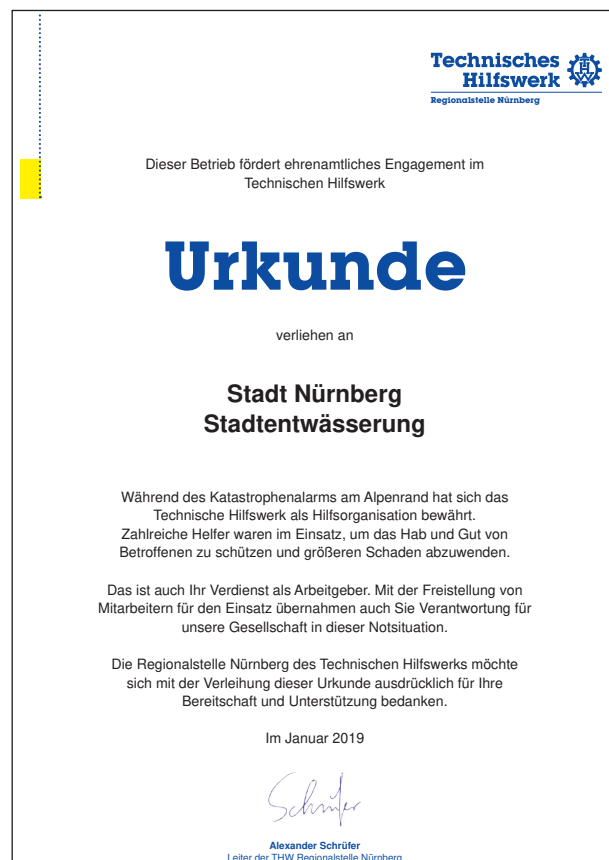 Technisches
Hilfswerk
THW
Regionalstelle Nürnberg
Dieser Betrieb fördert ehrenamtliches Engagement im
Technischen Hilfswerk
Urkunde
verliehen an
Stadt Nürnberg
Stadtentwässerung
Während des Katastrophenalarms am Alpenrand hat sich das
Technische Hilfswerk als Hilfsorganisation bewährt.
Zahlreiche Helfer waren im Einsatz, um das Hab und Gut von
Betroffenen zu schützen und größeren Schaden abzuwenden.
Das ist auch Ihr Verdienst als Arbeitgeber. Mit der Freistellung von
Mitarbeitern für den Einsatz übernahmen auch Sie Verantwortung für
unsere Gesellschaft in dieser Notsituation.
Die Regionalstelle Nürnberg des Technischen Hilfswerks möchte
sich mit der Verleihung dieser Urkunde ausdrücklich für Ihre
Bereitschaft und Unterstützung bedanken.
Im Januar 2019
Schrüfer
Alexander Schrüfer
Leiter der THW Regionalstelle Nürnberg